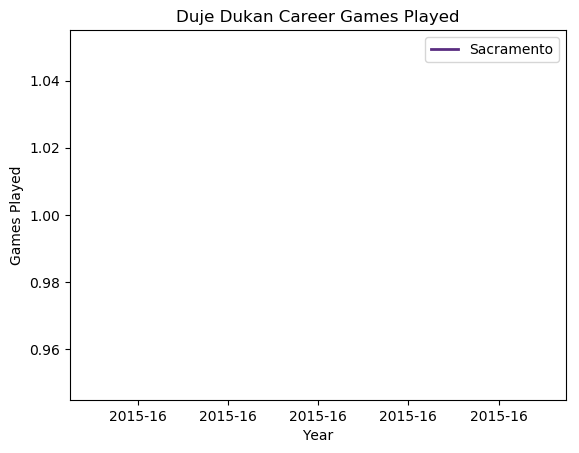 Duje Dukan Career Games Played
Sacramento
1.04
1.02
1.00
0.98
0.96
Games Played
2015-16 2015-16 2015-16 2015-16 2015-16
Year